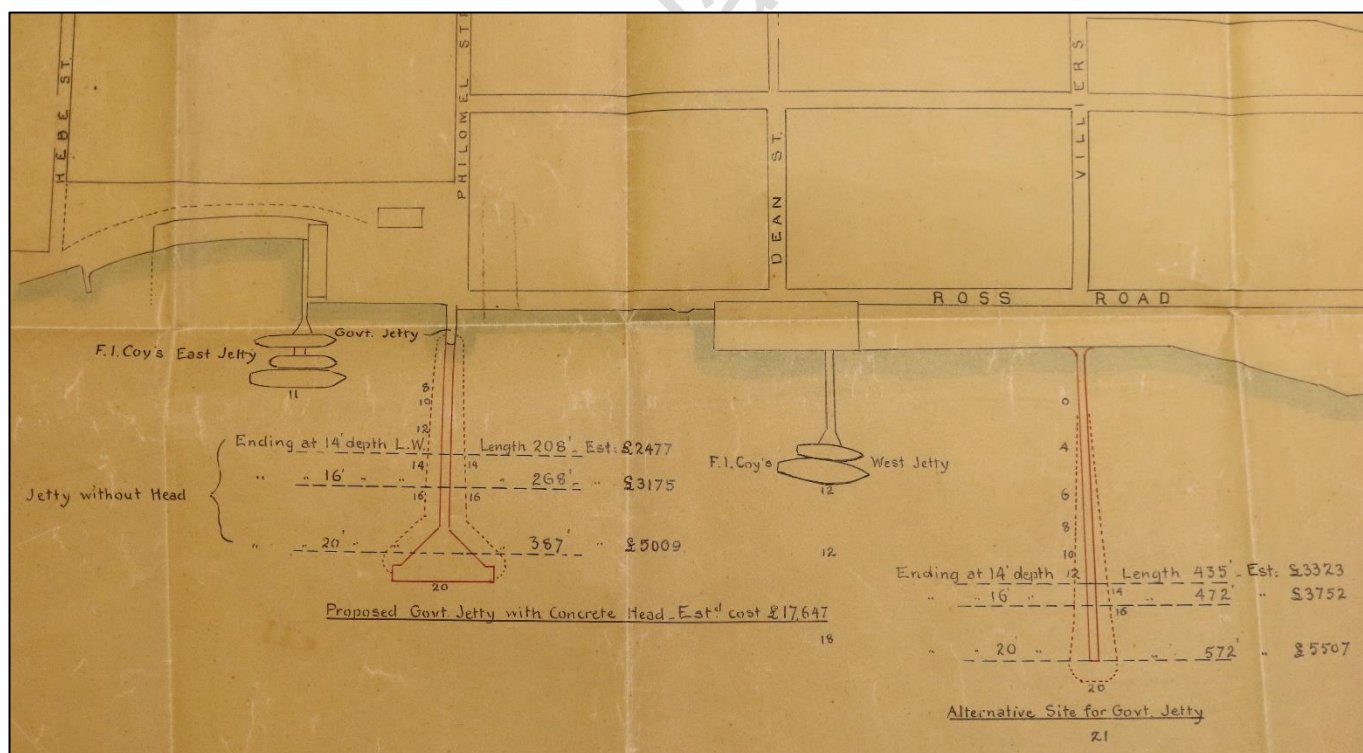 HEBE ST.
PHILOMEL ST
DEAN ST.
VILLIERS
ROSS ROAD
Govt. Jetty
F.I.Coy's East Jetty
11
8
10
12
Ending at 14' depth L.W. Length 208' - Est: £2477
14 14
" " 16' " " " 268' - " £3175
Jetty without Head
16 16
" " 20' " " " 387' " £5009
20
Proposed Govt. Jetty with Concrete Head - Estd cost £17,647
F.I.Coy's West Jetty
12
12
18
0
4
6
8
10
Ending at 14' depth 12 Length 435' - Est: £3323
14
" " 16' " " 472' " £3752
16
" " 20' " " 572' " £5507
20
Alternative Site for Govt. Jetty
21